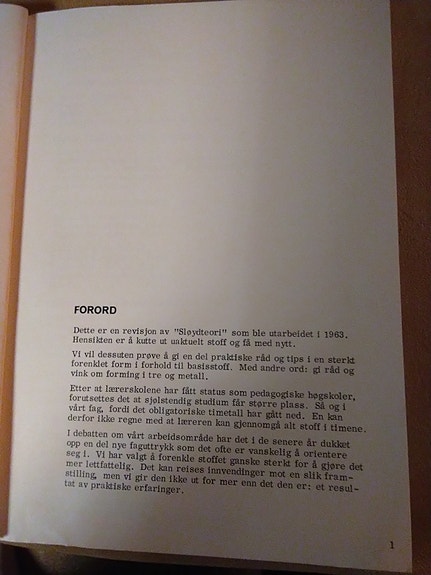 FORORD
Dette er en revisjon av "Sløydteori" som ble utarbeidet i 1963.
Hensikten er å kutte ut uaktuelt stoff og få med nytt.
Vi vil dessuten prøve å gi en del praktiske råd og tips i en sterkt
forenklet form i forhold til basisstoff. Med andre ord: gi råd og
vink om forming i tre og metall.
Etter at lærerskolene har fått status som pedagogiske høgskoler,
forutsettes det at sjølstendig studium får større plass. Så og i
vårt fag, fordi det obligatoriske timetall har gått ned. En kan
derfor ikke regne med at læreren kan gjennomgå alt stoff i timene.
I debatten om vårt arbeidsområde har det i de senere år dukket
opp en del nye faguttrykk som det ofte er vanskelig å orientere
seg i. Vi har valgt å forenkle stoffet ganske sterkt for å gjøre det
mer lettfattelig. Det kan reises innvendinger mot en slik fram-
stilling, men vi gir den ikke ut for mer enn det den er: et resul-
tat av praktiske erfaringer.
1